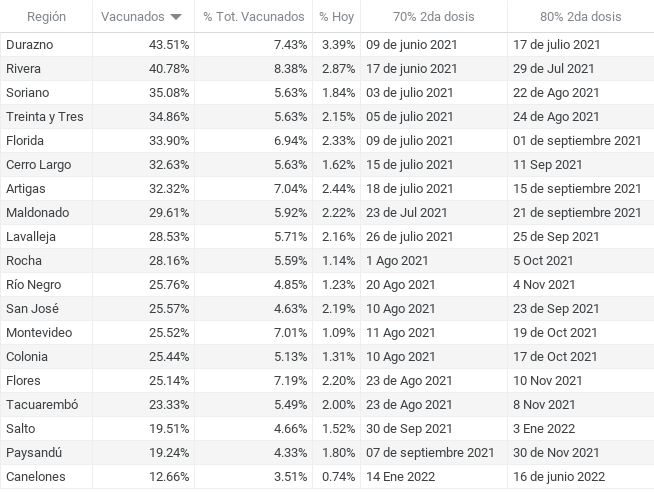 Región Vacunados % Tot. Vacunados % Hoy 70% 2da dosis 80% 2da dosis
Durazno 43.51% 7.43% 3.39% 09 de junio 2021 17 de julio 2021
Rivera 40.78% 8.38% 2.87% 17 de junio 2021 29 de Jul 2021
Soriano 35.08% 5.63% 1.84% 03 de julio 2021 22 de Ago 2021
Treinta y Tres 34.86% 5.63% 2.15% 05 de julio 2021 24 de Ago 2021
Florida 33.90% 6.94% 2.33% 09 de julio 2021 01 de septiembre 2021
Cerro Largo 32.63% 5.63% 1.62% 15 de julio 2021 11 Sep 2021
Artigas 32.32% 7.04% 2.44% 18 de julio 2021 15 de septiembre 2021
Maldonado 29.61% 5.92% 2.22% 23 de Jul 2021 21 de septiembre 2021
Lavalleja 28.53% 5.71% 2.16% 26 de julio 2021 25 de Sep 2021
Rocha 28.16% 5.59% 1.14% 1 Ago 2021 5 Oct 2021
Río Negro 25.76% 4.85% 1.23% 20 Ago 2021 4 Nov 2021
San José 25.57% 4.63% 2.19% 10 Ago 2021 23 de Sep 2021
Montevideo 25.52% 7.01% 1.09% 11 Ago 2021 19 de Oct 2021
Colonia 25.44% 5.13% 1.31% 10 Ago 2021 17 de Oct 2021
Flores 25.14% 7.19% 2.20% 23 de Ago 2021 10 Nov 2021
Tacuarembó 23.33% 5.49% 2.00% 23 de Ago 2021 8 Nov 2021
Salto 19.51% 4.66% 1.52% 30 de Sep 2021 3 Ene 2022
Paysandú 19.24% 4.33% 1.80% 07 de septiembre 2021 30 de Nov 2021
Canelones 12.66% 3.51% 0.74% 14 Ene 2022 16 de junio 2022